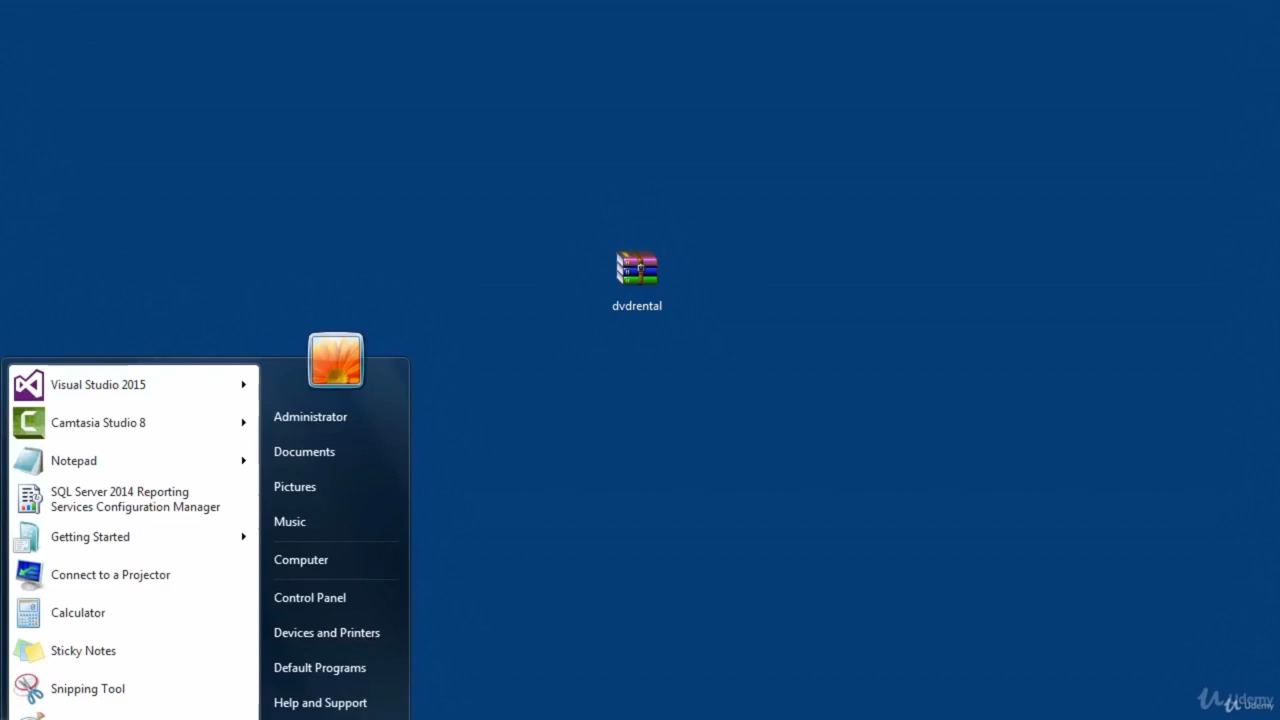 dvdrental
Visual Studio 2015
Camtasia Studio 8
Notepad
SQL Server 2014 Reporting
Services Configuration Manager
Getting Started
Connect to a Projector
Calculator
Sticky Notes
Snipping Tool
Administrator
Documents
Pictures
Music
Computer
Control Panel
Devices and Printers
Default Programs
Help and Support
Udemy
Udemy